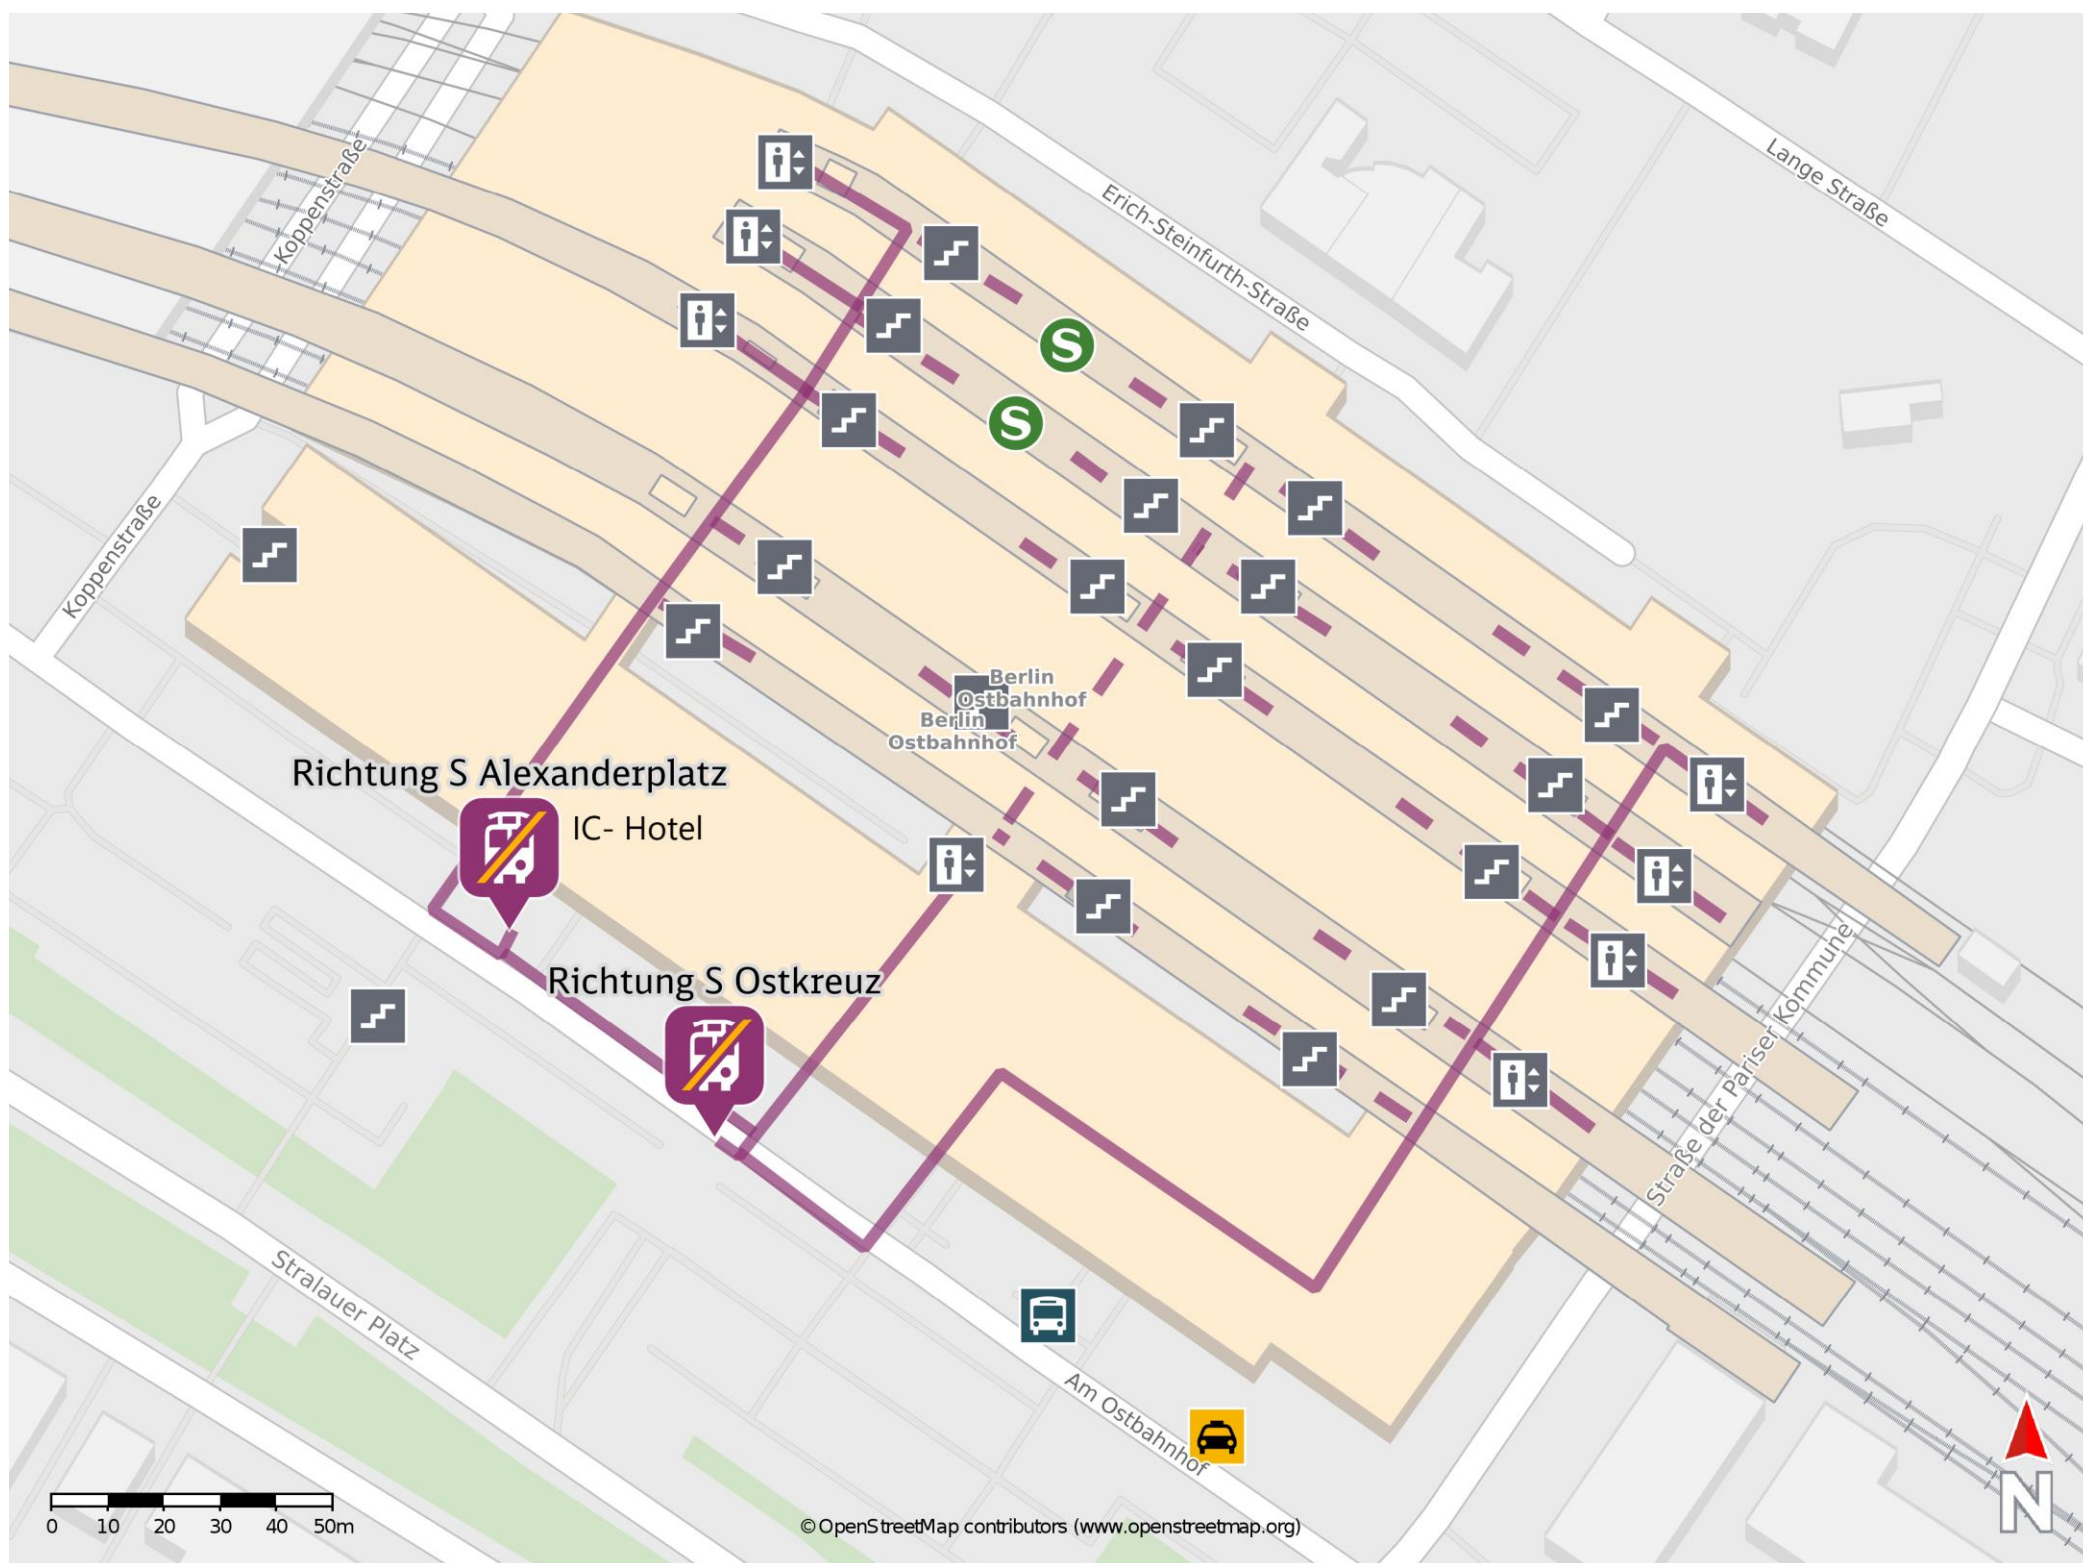 Koppenstraße
Lange Straße
Erich-Steinfurth-Straße
S
S
Koppenstraße
Berlin
Ostbahnhof
Berlin
Ostbahnhof
Richtung S Alexanderplatz
IC- Hotel
Richtung S Ostkreuz
Straße der Pariser Kommune
Stralauer Platz
Am Ostbahnhof
N
0 10 20 30 40 50m
© OpenStreetMap contributors (www.openstreetmap.org)